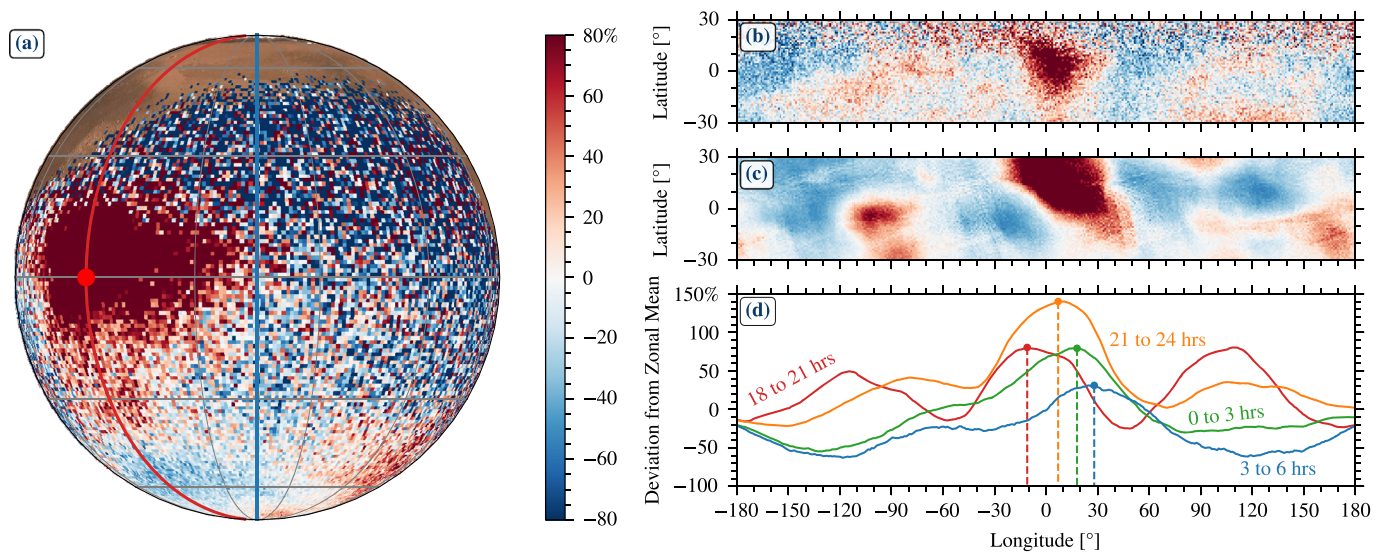 (a)
80%
60
40
20
0
−20
−40
−60
−80
30
0
−30
Latitude [°]
(b)
30
0
−30
Latitude [°]
(c)
150%
100
50
0
−50
−100
Deviation from Zonal Mean
(d)
18 to 21 hrs
21 to 24 hrs
0 to 3 hrs
3 to 6 hrs
−180 −150 −120 −90 −60 −30 0 30 60 90 120 150 180
Longitude [°]